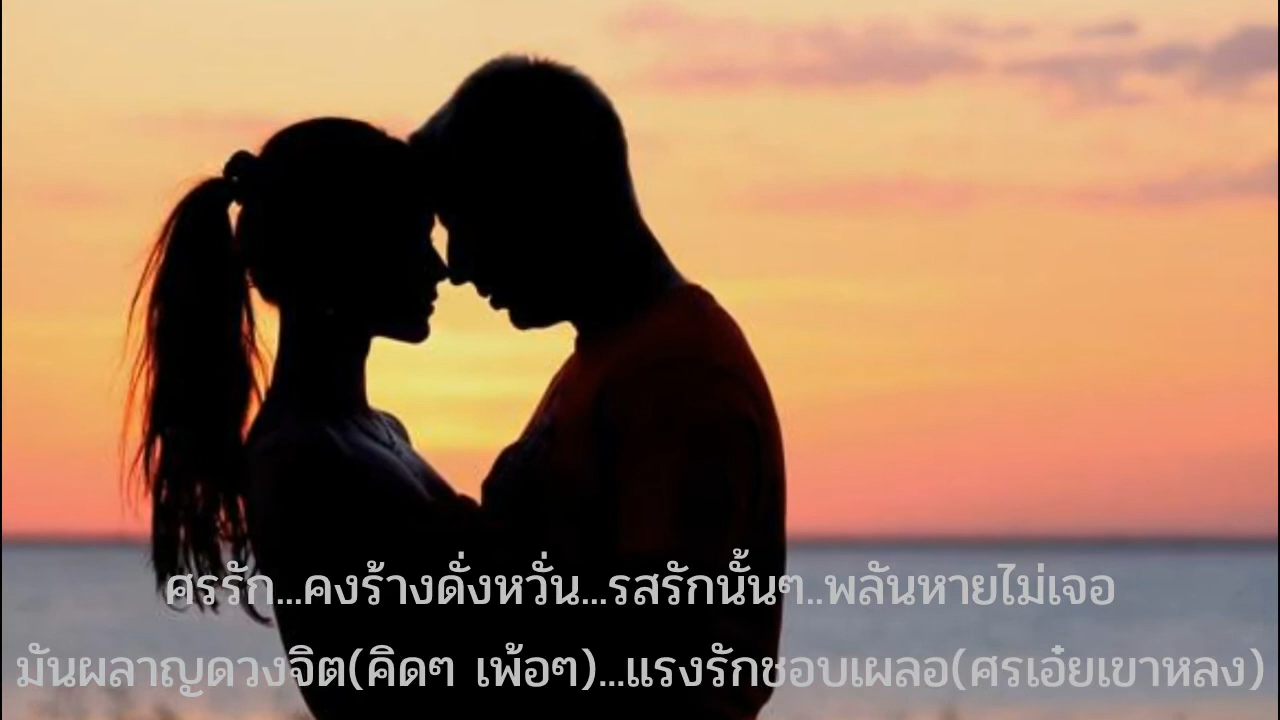 ศรรัก...คงร้างดั่งหวั่น...รสรักนั้นๆ..พลันหายไม่เจอ
มันผลาญดวงจิต(คิดๆ เพ้อๆ)...แรงรักชอบเผลอ(ศรเอ๋ยเขาหลง)